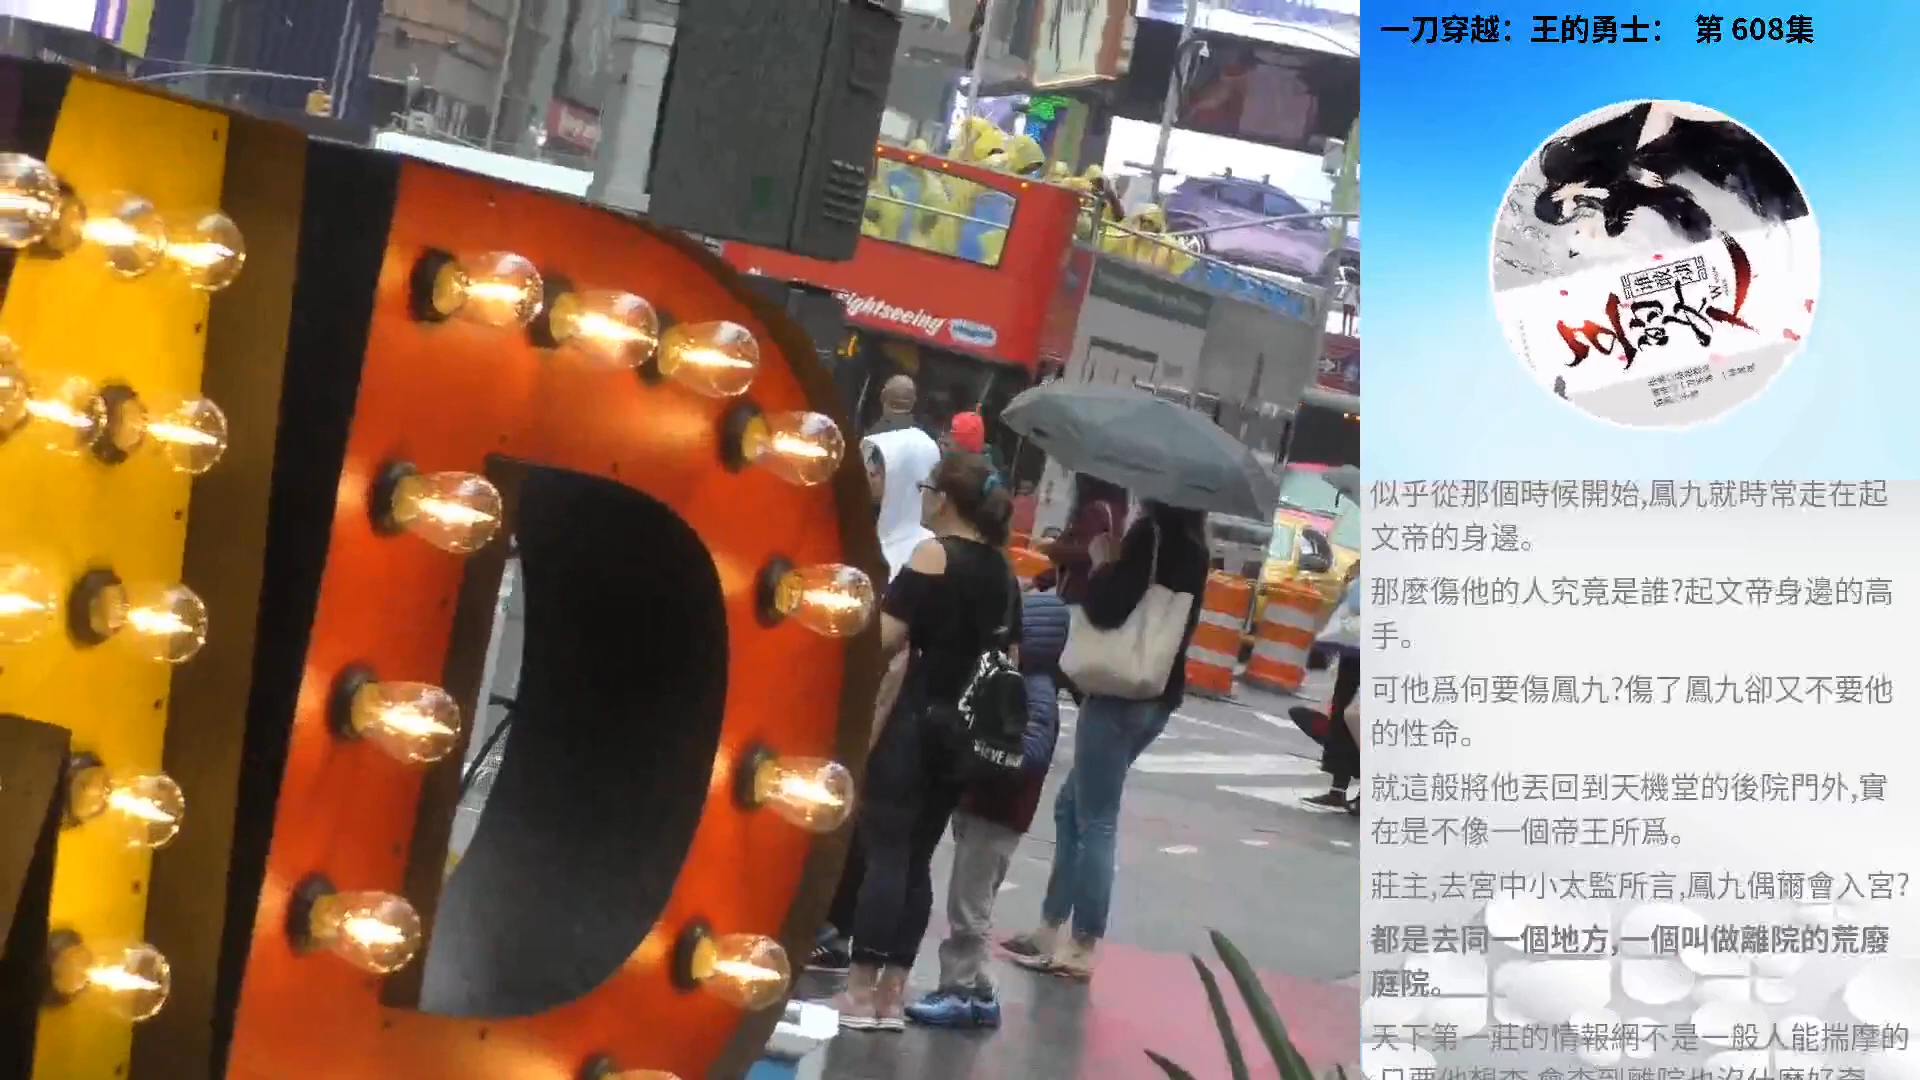 一刀穿越：王的勇士： 第 608集
ightseeing
王的女人
似乎從那個時候開始,鳳九就時常走在起
文帝的身邊。
那麼傷他的人究竟是誰?起文帝身邊的高
手。
可他爲何要傷鳳九?傷了鳳九卻又不要他
的性命。
就這般將他丟回到天機堂的後院門外,實
在是不像一個帝王所爲。
莊主,去宮中小太監所言,鳳九偶爾會入宮?
都是去同一個地方,一個叫做離院的荒廢
庭院。
天下第一莊的情報網不是一般人能揣摩的
D